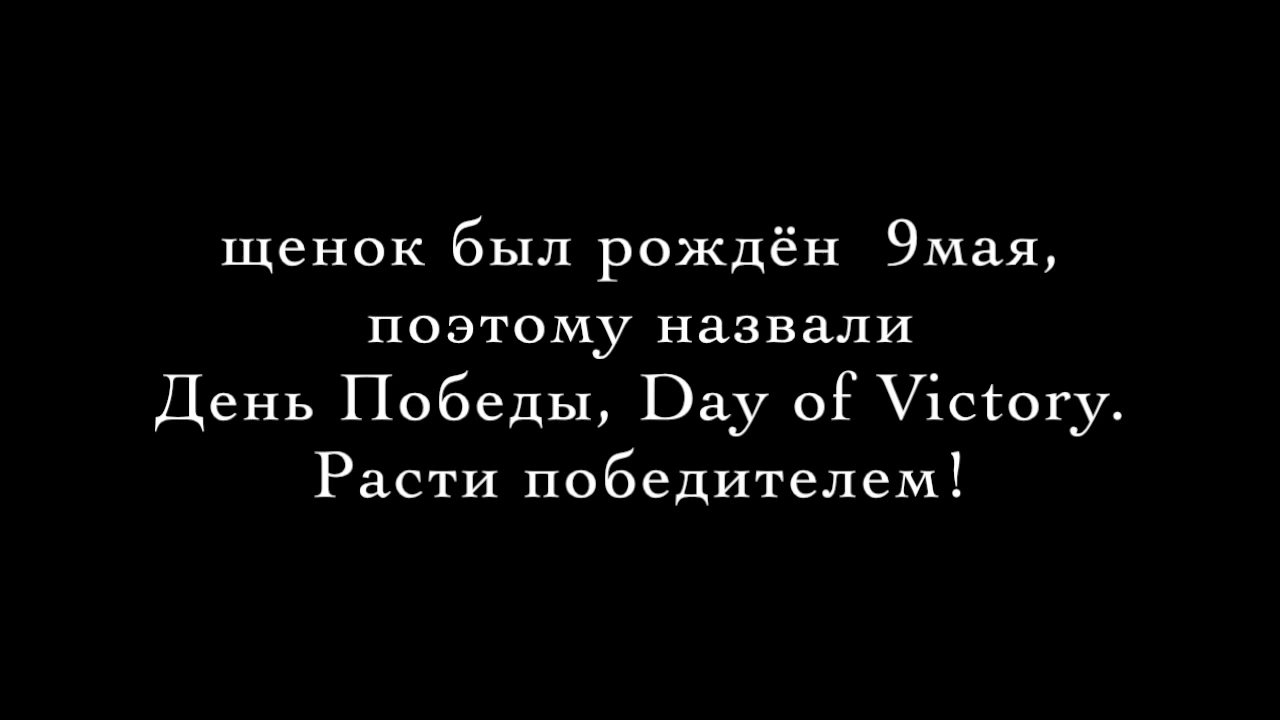 щенок был рождён  9мая,
поэтому назвали
День Победы, Day of Victory.
Расти победителем!